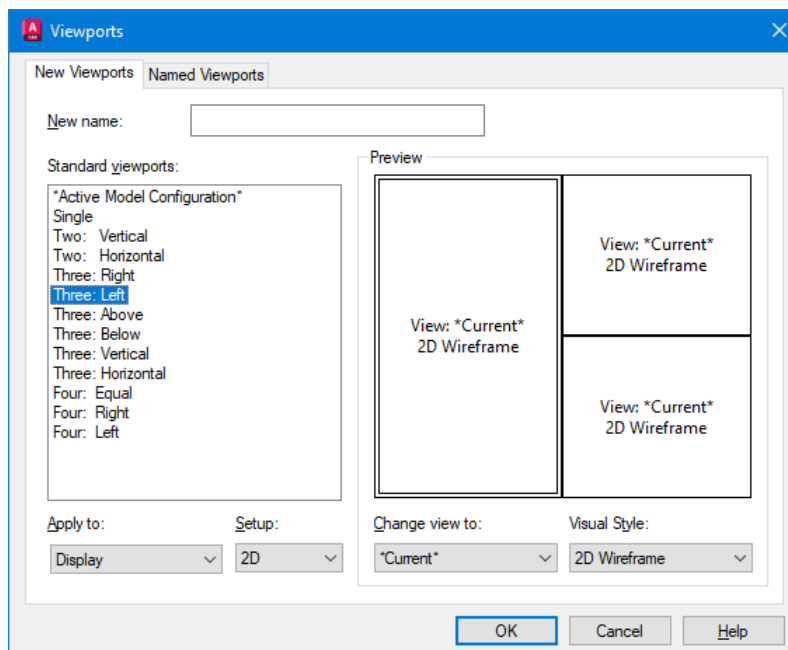 A
CAD
Viewports
New Viewports
Named Viewports
New name:
Standard viewports:
*Active Model Configuration*
Single
Two: Vertical
Two: Horizontal
Three: Right
Three: Left
Three: Above
Three: Below
Three: Vertical
Three: Horizontal
Four: Equal
Four: Right
Four: Left
Apply to:
Display
Setup:
2D
Preview
View: *Current*
2D Wireframe
View: *Current*
2D Wireframe
View: *Current*
2D Wireframe
Change view to:
*Current*
Visual Style:
2D Wireframe
OK
Cancel
Help